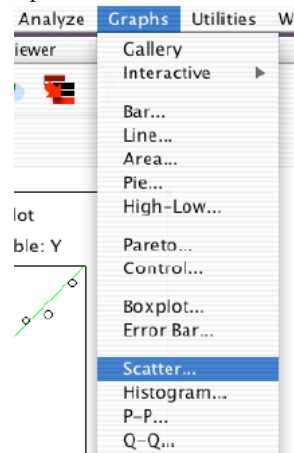 Analyze Graphs Utilities W
iewer
Gallery
Interactive
Bar...
Line...
Area...
Pie...
High-Low...
lot
Pareto...
ble: Y
Control...
Boxplot...
Error Bar...
Scatter...
Histogram...
P-P...
Q-Q...